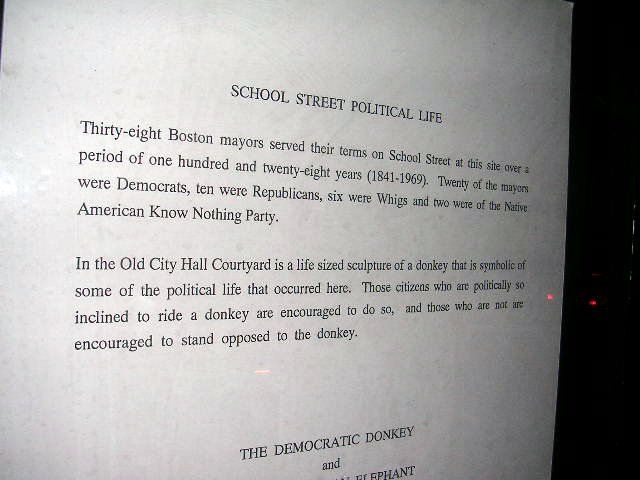 SCHOOL STREET POLITICAL LIFE
Thirty-eight Boston mayors served their terms on School Street at this site over a
period of one hundred and twenty-eight years (1841-1969). Twenty of the mayors
were Democrats, ten were Republicans, six were Whigs and two were of the Native
American Know Nothing Party.
In the Old City Hall Courtyard is a life sized sculpture of a donkey that is symbolic of
some of the political life that occurred here. Those citizens who are politically so
inclined to ride a donkey are encouraged to do so, and those who are not are
encouraged to stand opposed to the donkey.
THE DEMOCRATIC DONKEY
and
ELEPHANT